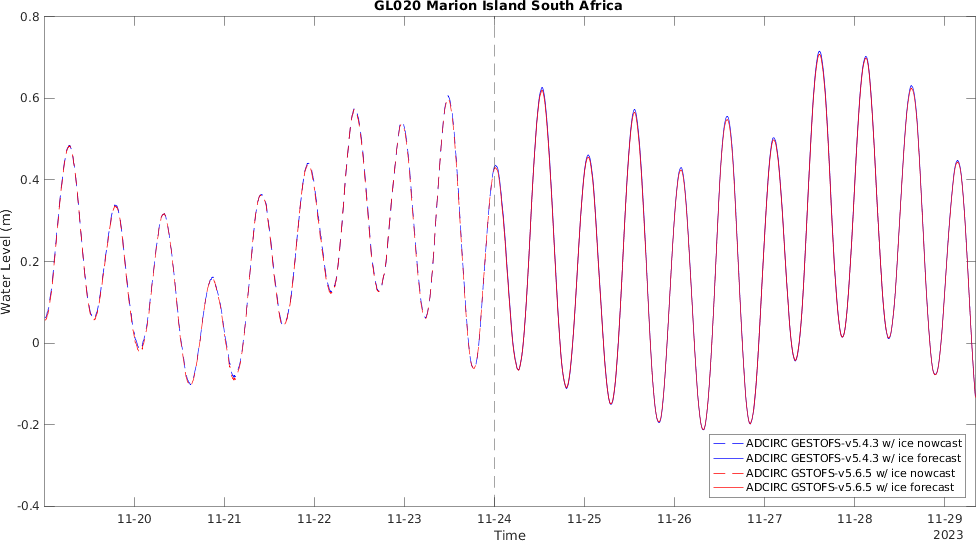 GL020 Marion Island South Africa
0.8
0.6
0.4
0.2
0
-0.2
-0.4
Water Level (m)
ADCIRC GESTOFS-v5.4.3 w/ ice nowcast
ADCIRC GESTOFS-v5.4.3 w/ ice forecast
ADCIRC GSTOFS-v5.6.5 w/ ice nowcast
ADCIRC GSTOFS-v5.6.5 w/ ice forecast
11-20 11-21 11-22 11-23 11-24 11-25 11-26 11-27 11-28 11-29
Time 2023